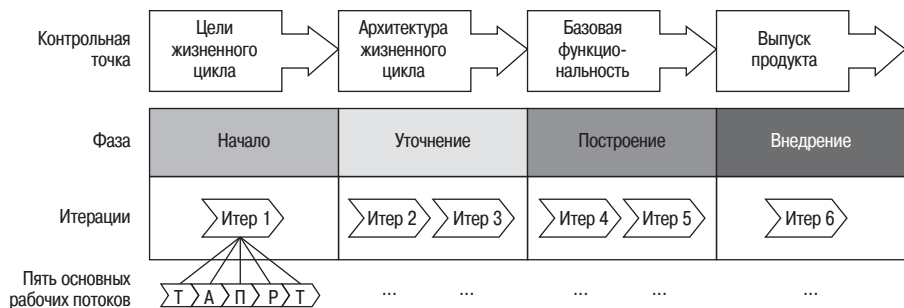 Контрольная
точка
Цели
жизненного
цикла
Архитектура
жизненного
цикла
Базовая
функцио-
нальность
Выпуск
продукта
Фаза
Начало
Уточнение
Построение
Внедрение
Итерации
Итер 1
Итер 2
Итер 3
Итер 4
Итер 5
Итер 6
Пять основных
рабочих потоков
Т А П Р Т
... ... ... ... ...